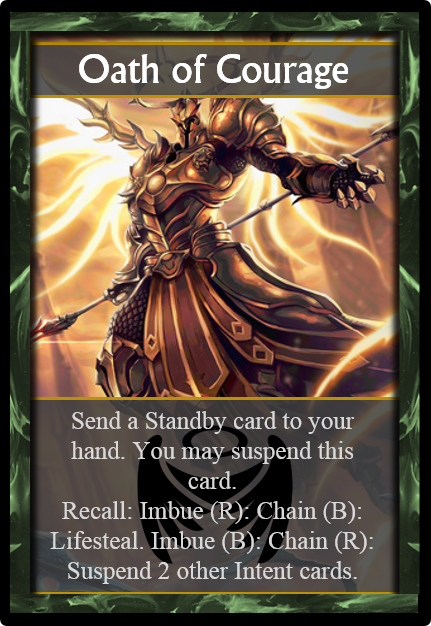 Oath of Courage
Send a Standby card to your
hand. You may suspend this
card.
Recall: Imbue (R): Chain (B):
Lifesteal. Imbue (B): Chain (R):
Suspend 2 other Intent cards.